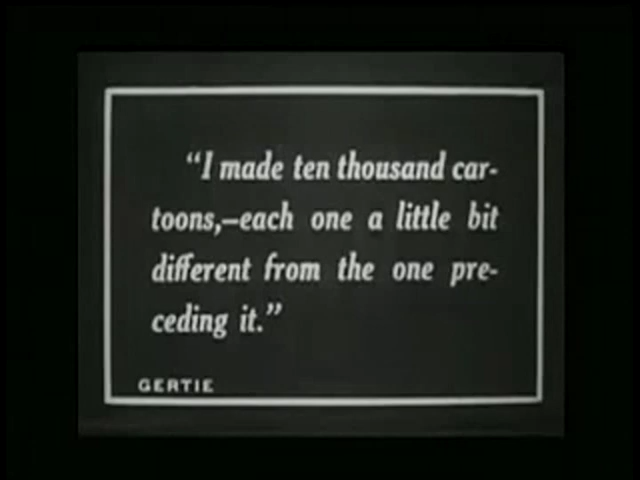 “I made ten thousand car-
toons,—each one a little bit
different from the one pre-
ceding it.”
GERTIE